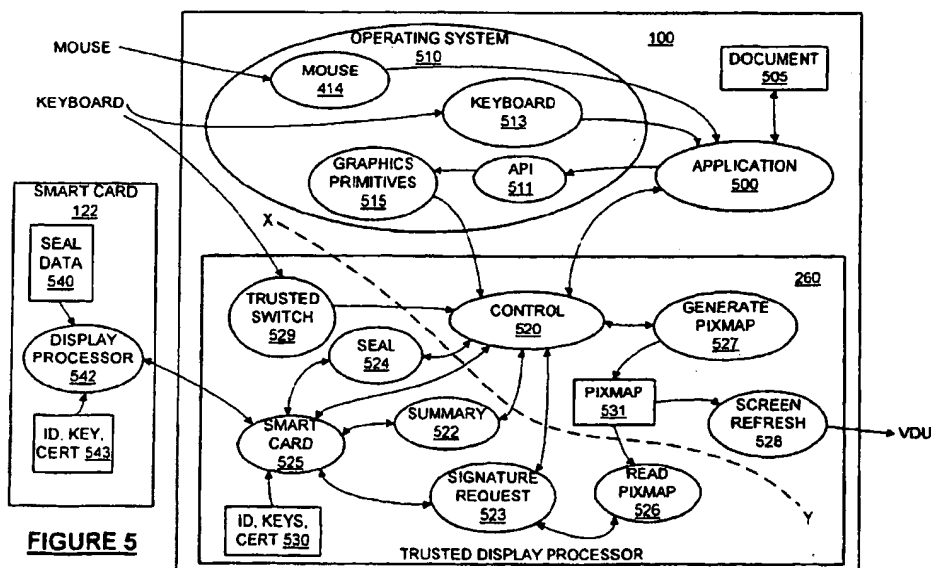 OPERATING SYSTEM
510
100
MOUSE
MOUSE
414
DOCUMENT
505
KEYBOARD
KEYBOARD
513
APPLICATION
500
GRAPHICS
PRIMITIVES
515
API
511
SMART CARD
122
SEAL
DATA
540
DISPLAY
PROCESSOR
542
ID, KEY,
CERT 543
X
260
TRUSTED
SWITCH
529
CONTROL
520
GENERATE
PIXMAP
527
SEAL
524
PIXMAP
531
SCREEN
REFRESH
528
VDU
SUMMARY
522
SMART
CARD
525
SIGNATURE
REQUEST
523
READ
PIXMAP
526
Y
ID, KEYS,
CERT 530
TRUSTED DISPLAY PROCESSOR
FIGURE 5